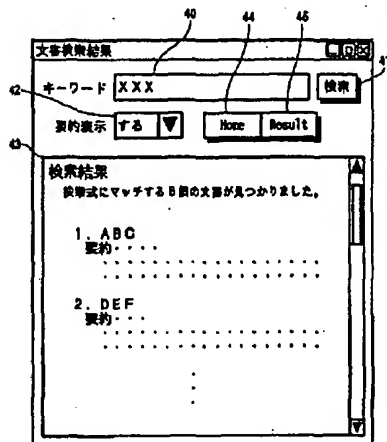 40
44
45
文書検索結果
41
キーワード
XXX
検索
42
要約表示
する
Home
Result
43
検索結果
検索式にマッチする8個の文書が見つかりました。
1. ABC
要約・・・・
2. DEF
要約・・・